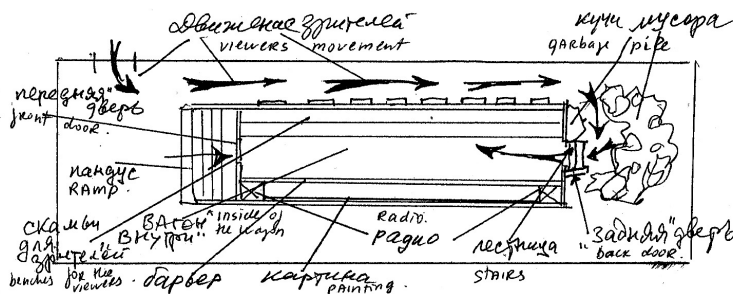 движение зрителей
viewers movement
кучи мусора
garbage pile
передняя" дверь
front door.
пандус
RAMP.
скамьи
для
зрителей
benches for the
viewers.
ВАГОН"
ВНУТРИ"
inside of
the wagon
барьер
картина
PAINTING.
Radio.
радио
лестница
STAIRS
"задняя" дверь
back door.